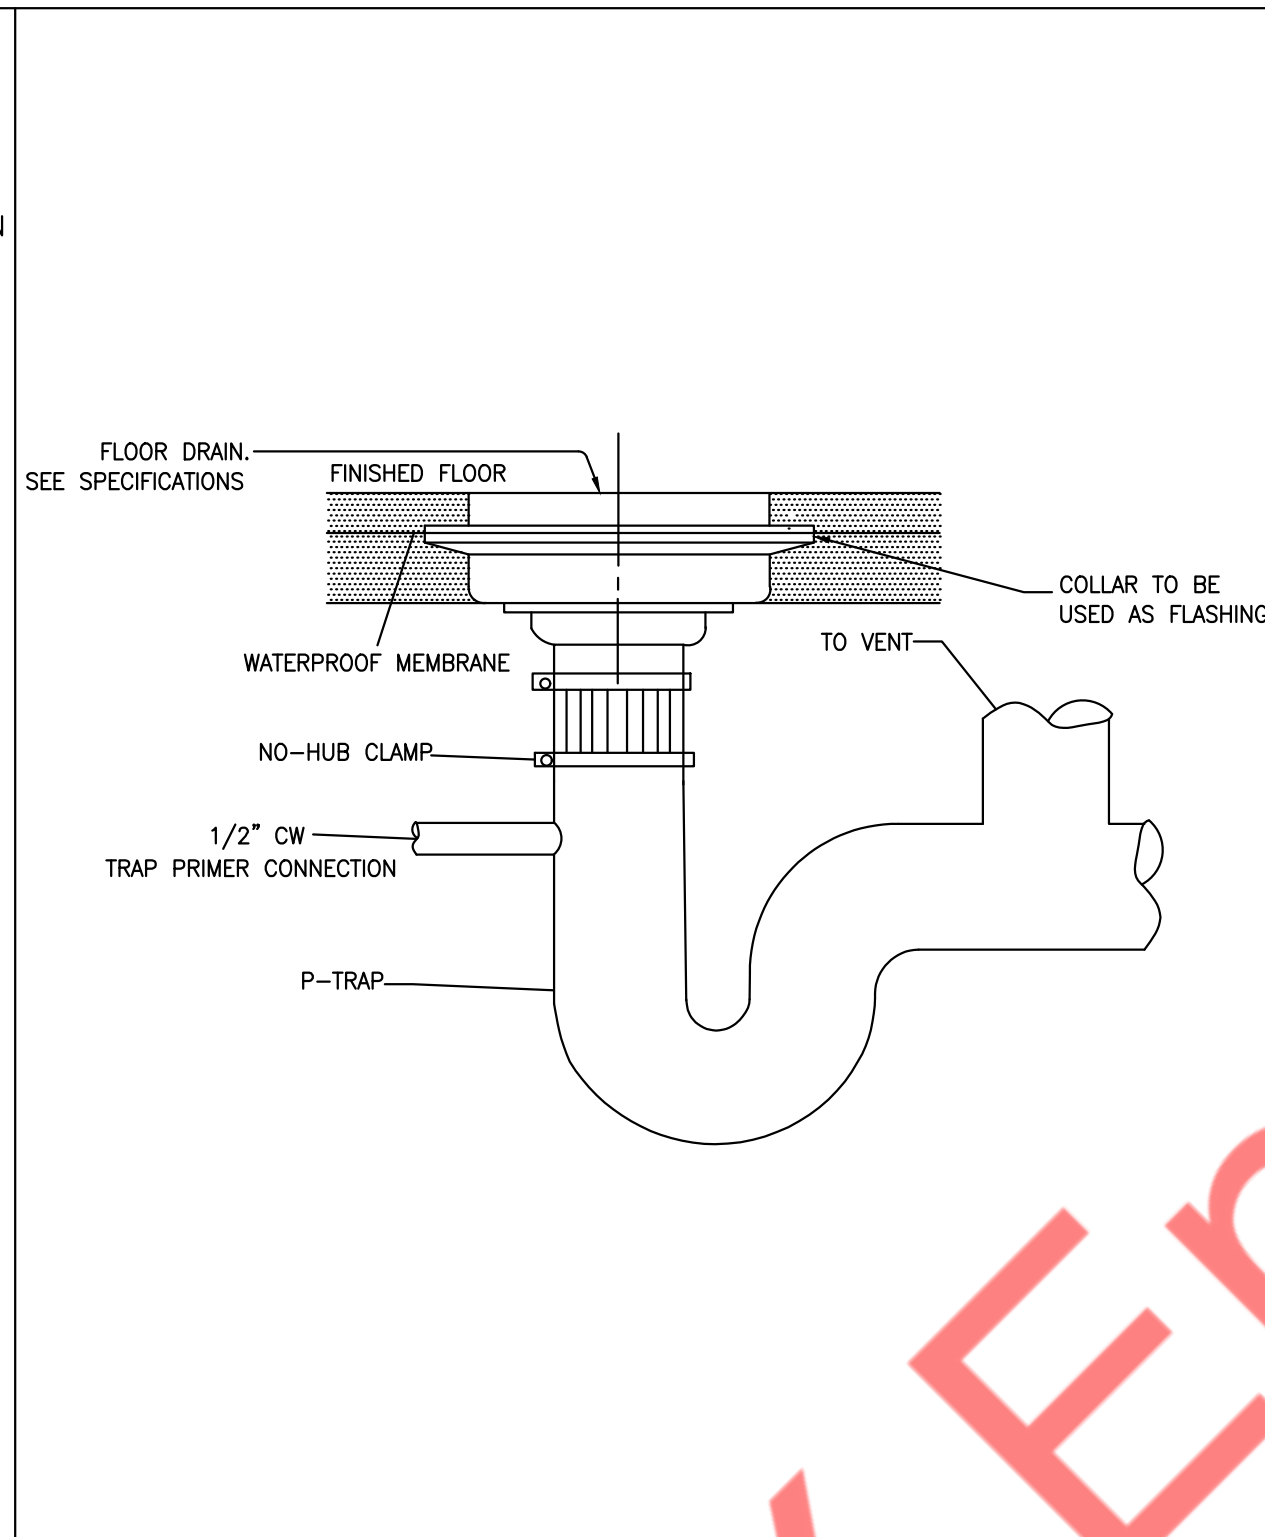 N
FLOOR DRAIN.
SEE SPECIFICATIONS
FINISHED FLOOR
COLLAR TO BE
USED AS FLASHING
TO VENT
WATERPROOF MEMBRANE
NO-HUB CLAMP
1/2" CW
TRAP PRIMER CONNECTION
P-TRAP